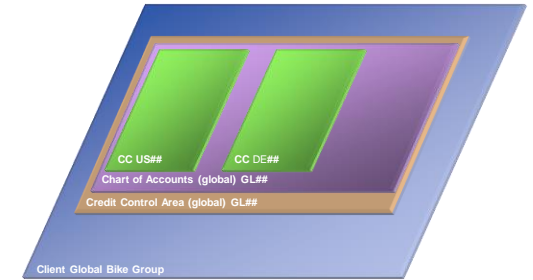 CC US## CC DE##
Chart of Accounts (global) GL##
Credit Control Area (global) GL##
Client Global Bike Group